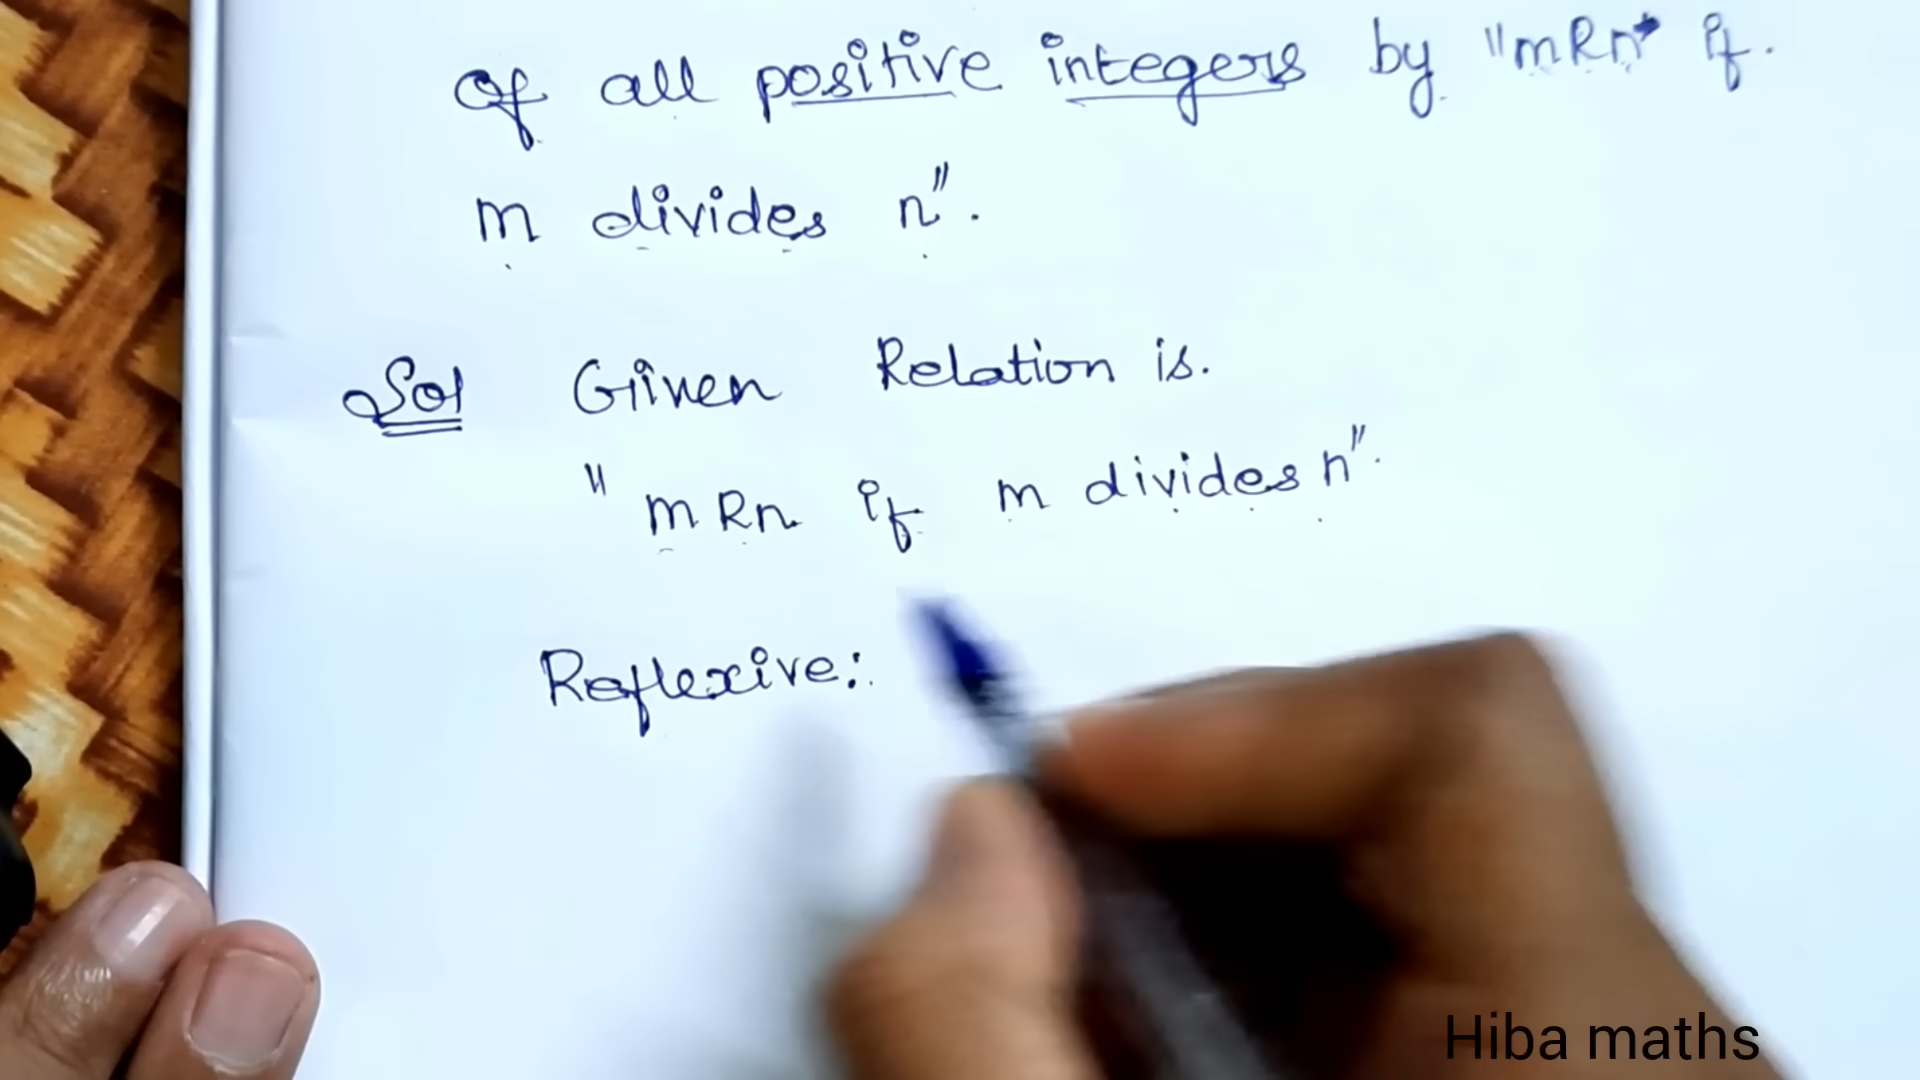 of all positive integers by "mRn" if.
m divides n".
Sol Given Relation is.
" mRn if m divides n".
Reflexive:
Hiba maths